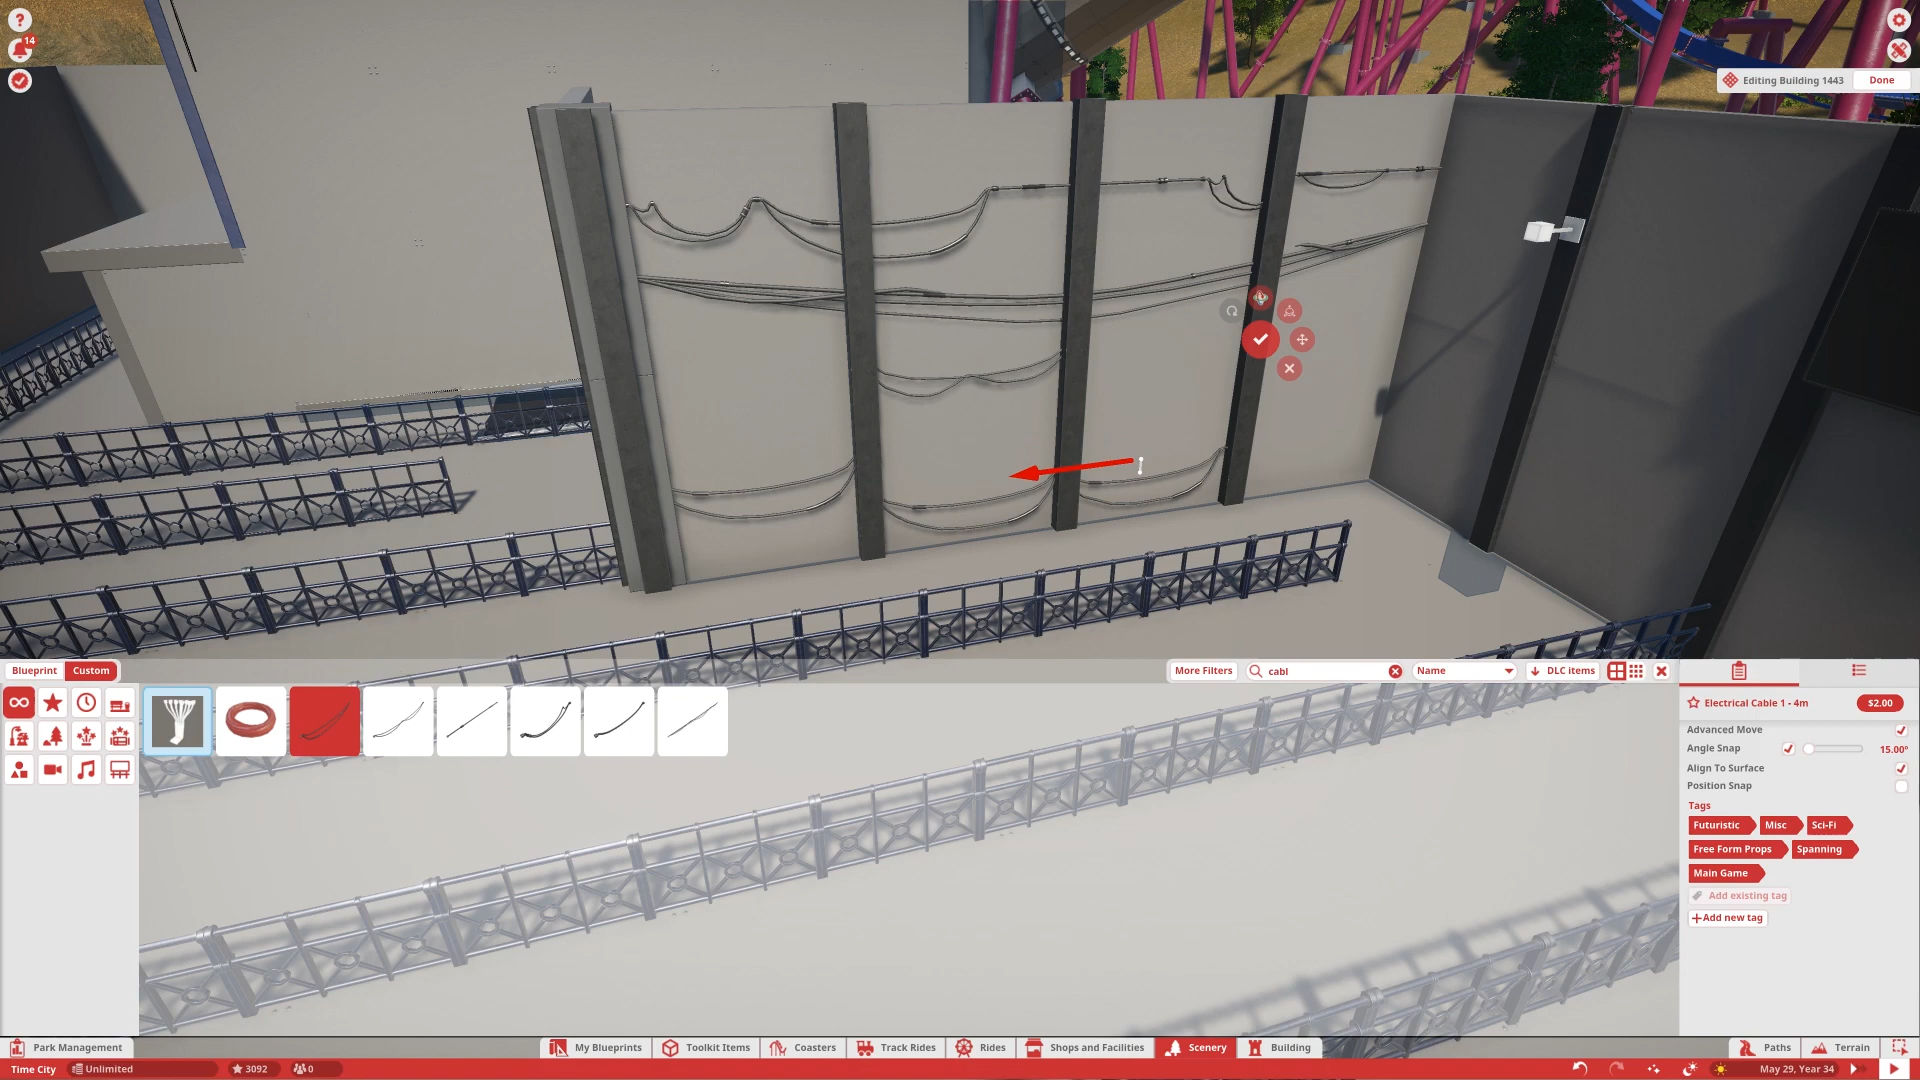 ?
14
Editing Building 1443 Done
Blueprint Custom
More Filters cabl Name DLC items
Electrical Cable 1 - 4m $2.00
Advanced Move
Angle Snap 15.00°
Align To Surface
Position Snap
Tags
Futuristic Misc Sci-Fi
Free Form Props Spanning
Main Game
Add existing tag
+Add new tag
Park Management My Blueprints Toolkit Items Coasters Track Rides Rides Shops and Facilities Scenery Building Paths Terrain
Time City Unlimited 3092 0 May 29, Year 34